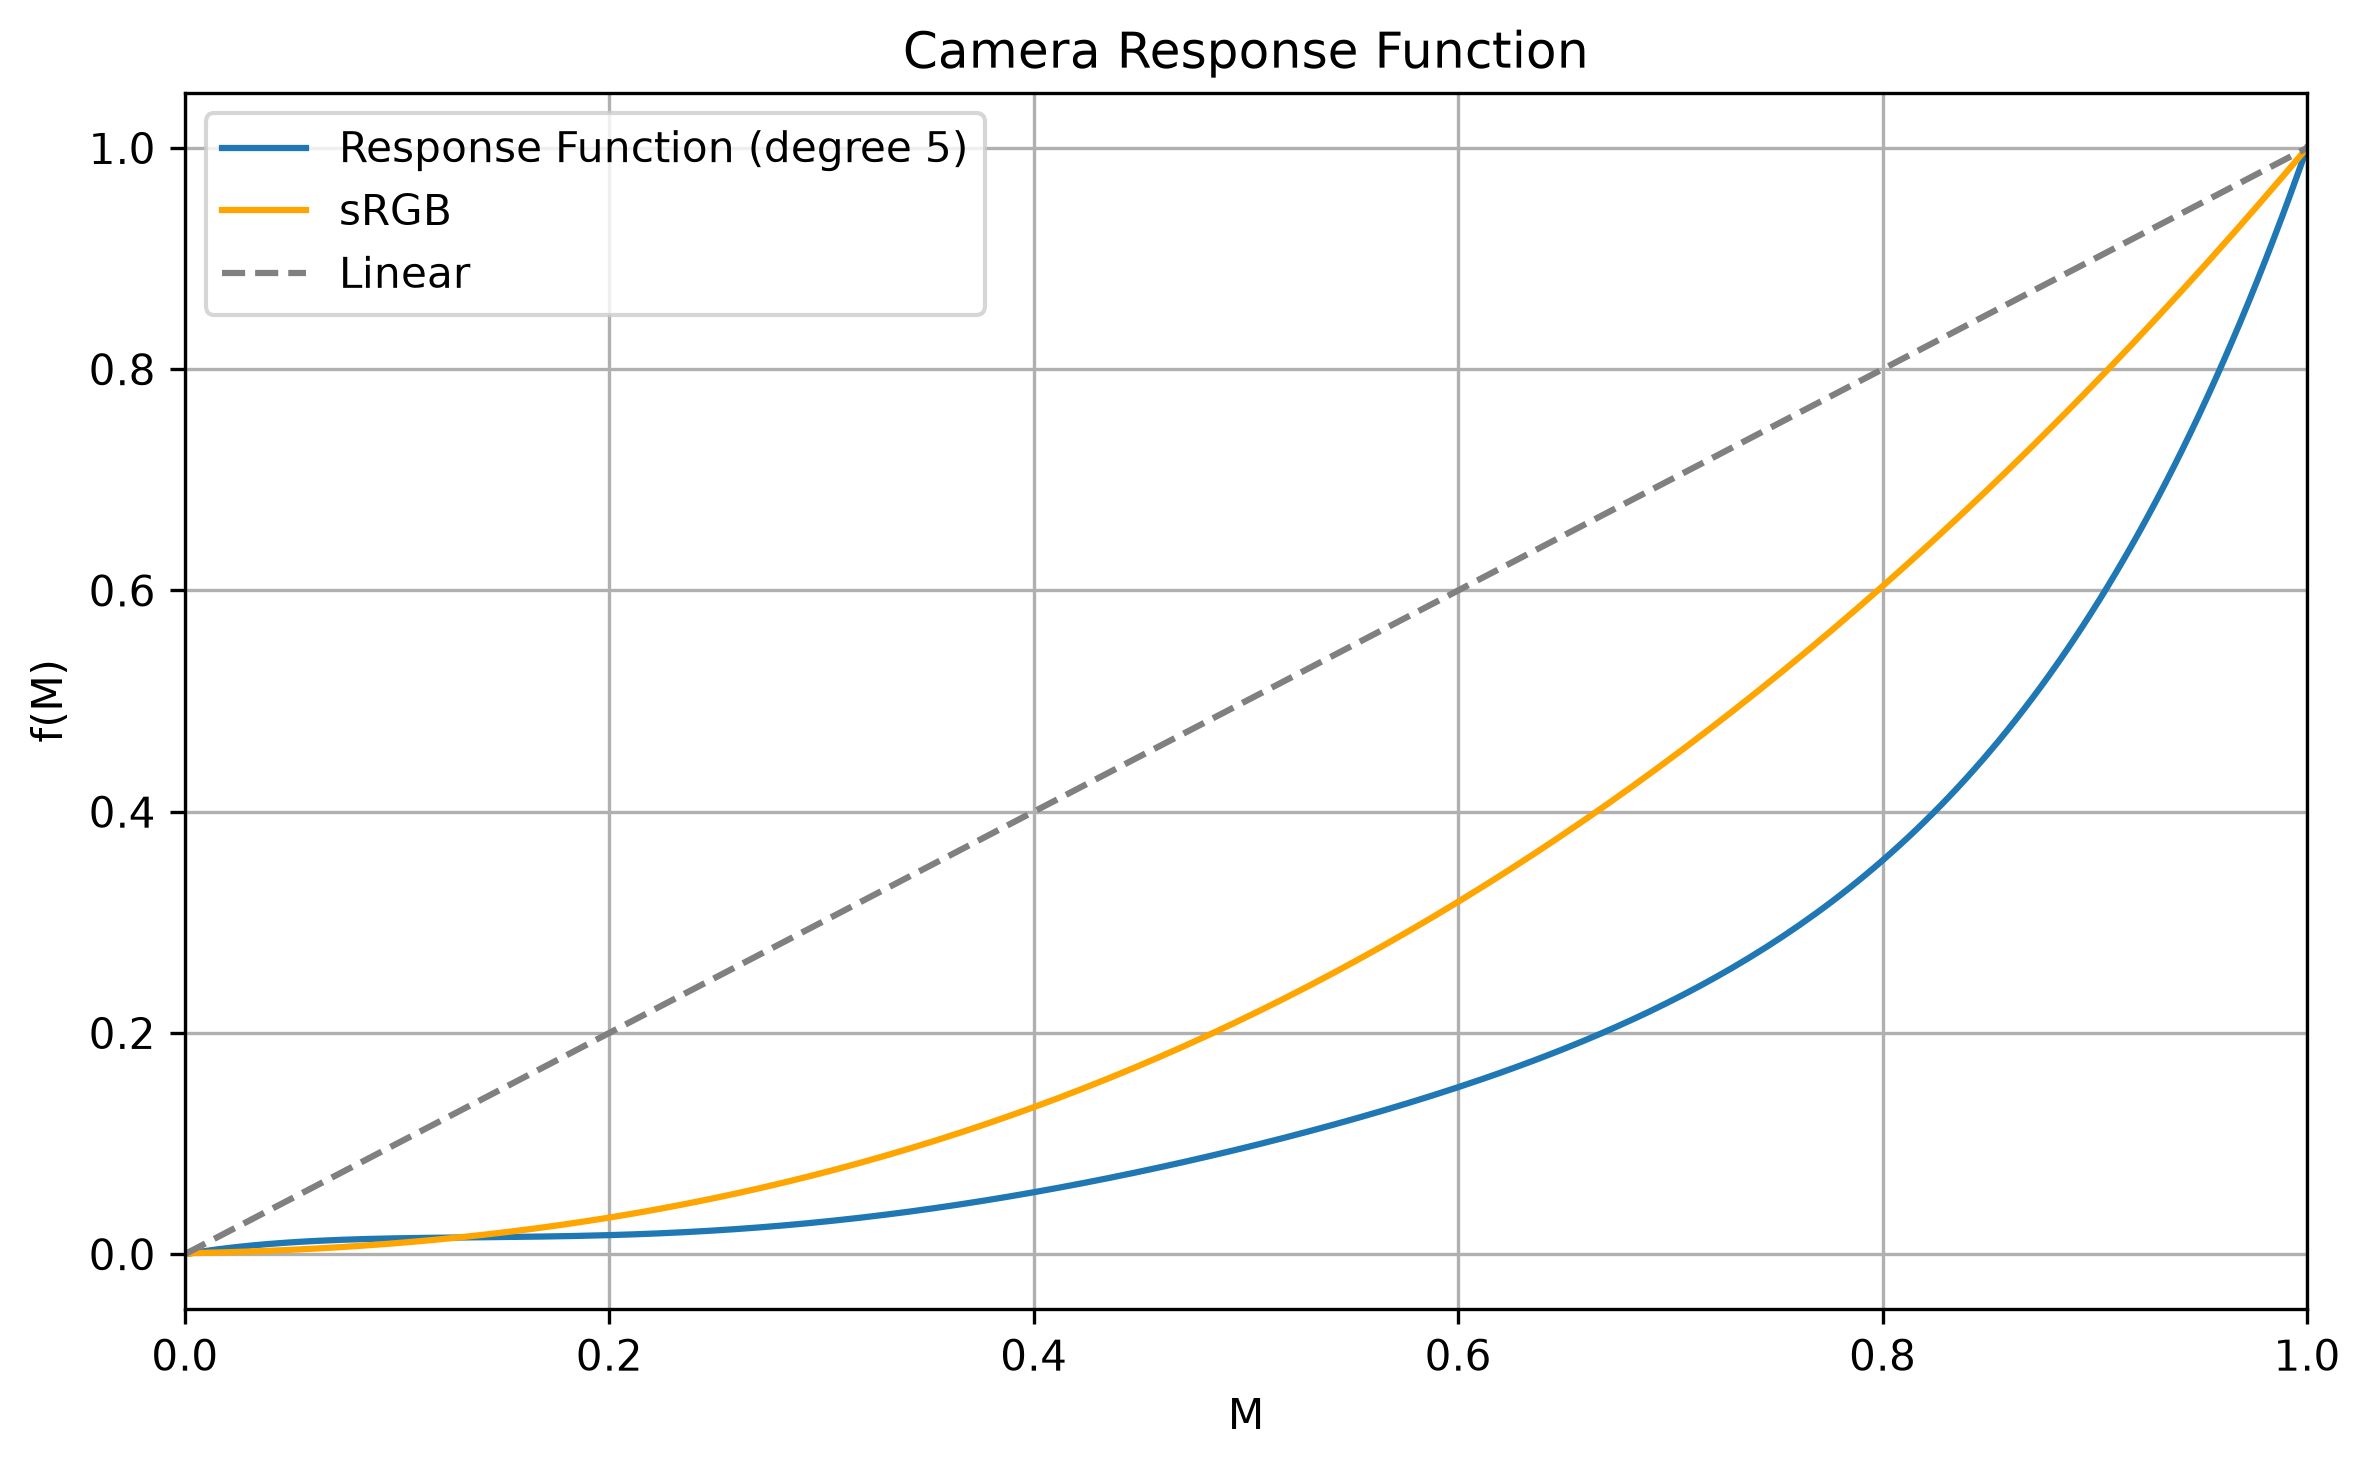 Camera Response Function
Response Function (degree 5)
sRGB
Linear
1.0
0.8
0.6
0.4
0.2
0.0
f(M)
0.0 0.2 0.4 0.6 0.8 1.0
M